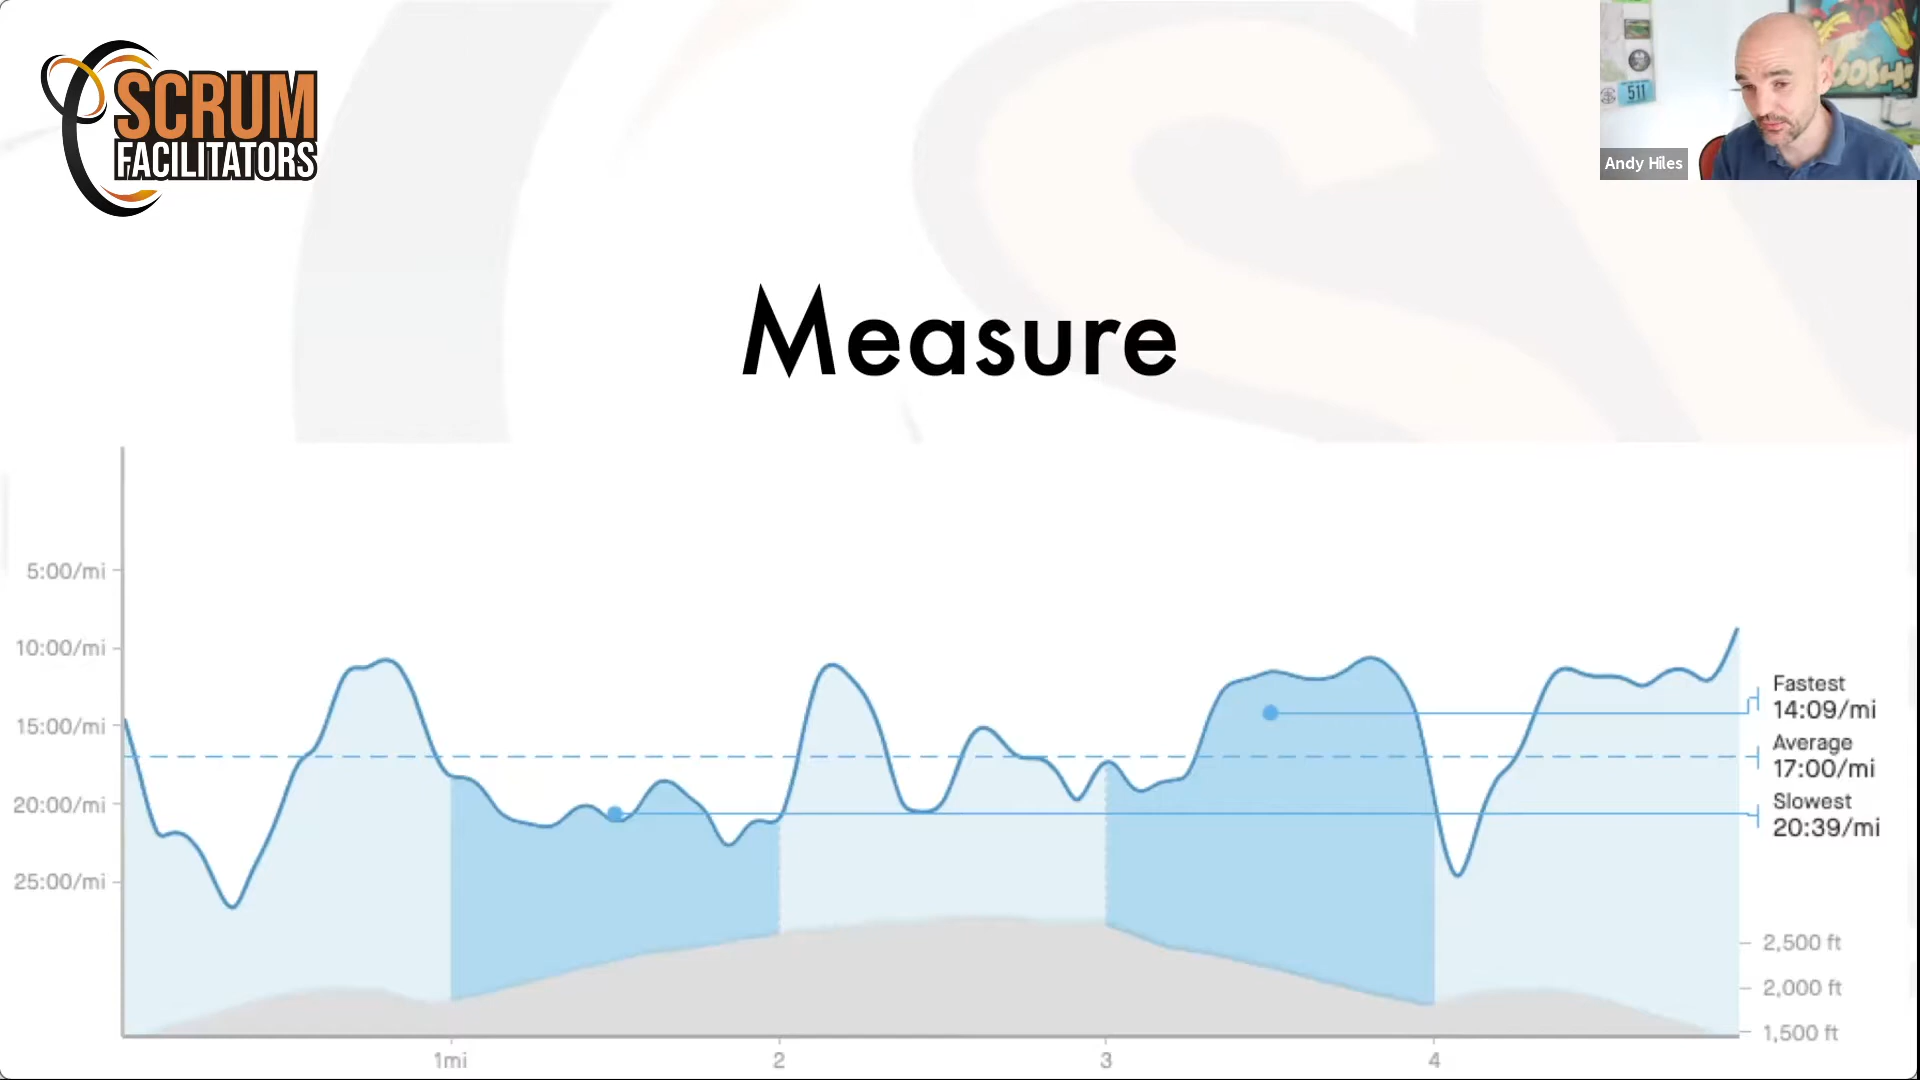 SCRUM
FACILITATORS
OOSH!
511
Andy Hiles
Measure
5:00/mi
10:00/mi
15:00/mi
20:00/mi
25:00/mi
Fastest
14:09/mi
Average
17:00/mi
Slowest
20:39/mi
2,500 ft
2,000 ft
1,500 ft
1mi
2
3
4